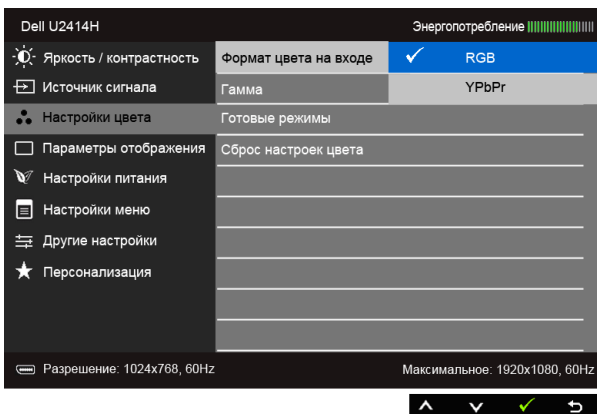 Dell U2414H Энергопотребление
Яркость / контрастность Формат цвета на входе RGB
Источник сигнала Гамма YPbPr
Настройки цвета Готовые режимы
Параметры отображения Сброс настроек цвета
Настройки питания
Настройки меню
Другие настройки
Персонализация
Разрешение: 1024x768, 60Hz Максимальное: 1920x1080, 60Hz